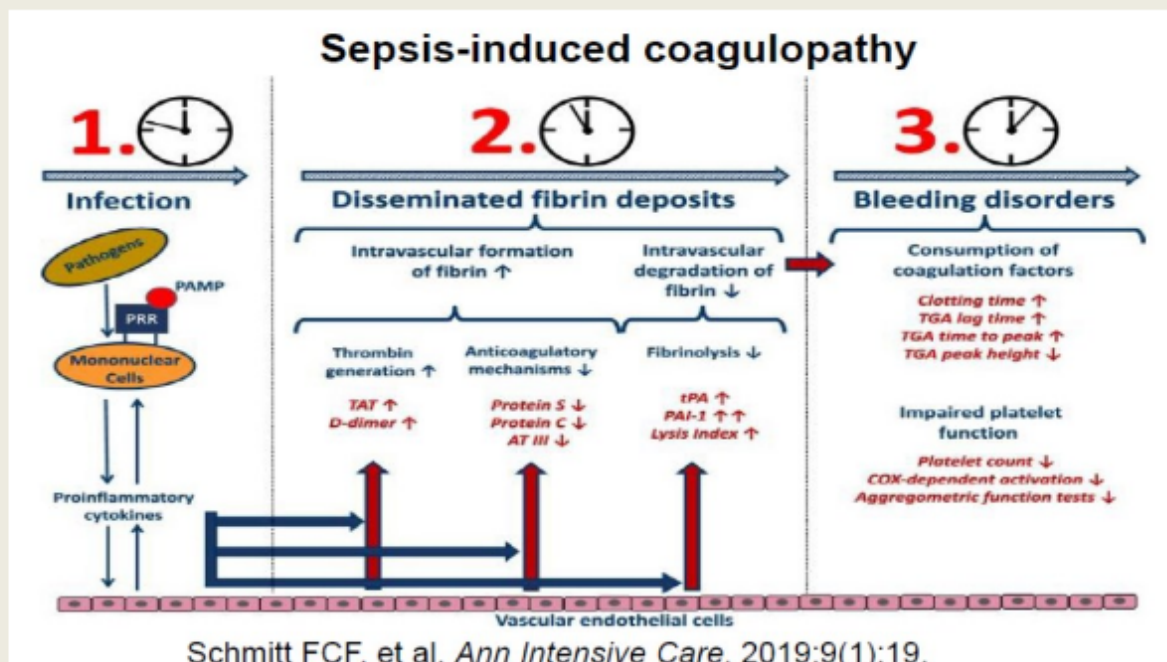 Sepsis-induced coagulopathy
1.
Infection
Pathogens
PAMP
PRR
Mononuclear
Cells
Proinflammatory
cytokines
2.
Disseminated fibrin deposits
Intravascular formation
of fibrin ↑
Intravascular
degradation of
fibrin ↓
Thrombin
generation ↑
TAT ↑
D-dimer ↑
Anticoagulatory
mechanisms ↓
Protein S ↓
Protein C ↓
AT III ↓
Fibrinolysis ↓
tPA ↑
PAI-1 ↑↑
Lysis Index ↑
3.
Bleeding disorders
Consumption of
coagulation factors
Clotting time ↑
TGA lag time ↑
TGA time to peak ↑
TGA peak height ↓
Impaired platelet
function
Platelet count ↓
COX-dependent activation ↓
Aggregometric function tests ↓
Vascular endothelial cells
Schmitt FCF, et al. Ann Intensive Care. 2019;9(1):19.